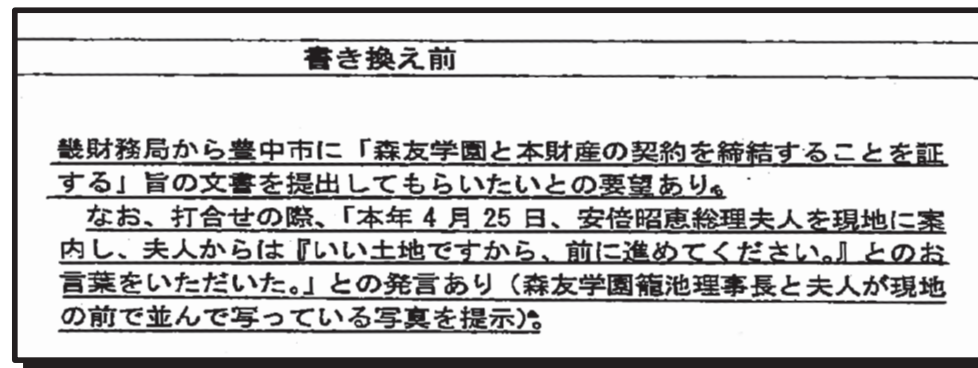 書き換え前
畿財務局から豊中市に「森友学園と本財産の契約を締結することを証
する」旨の文書を提出してもらいたいとの要望あり。
なお、打合せの際、「本年４月25日、安倍昭恵総理夫人を現地に案
内し、夫人からは『いい土地ですから、前に進めてください。』とのお
言葉をいただいた。」との発言あり（森友学園籠池理事長と夫人が現地
の前で並んで写っている写真を提示）。